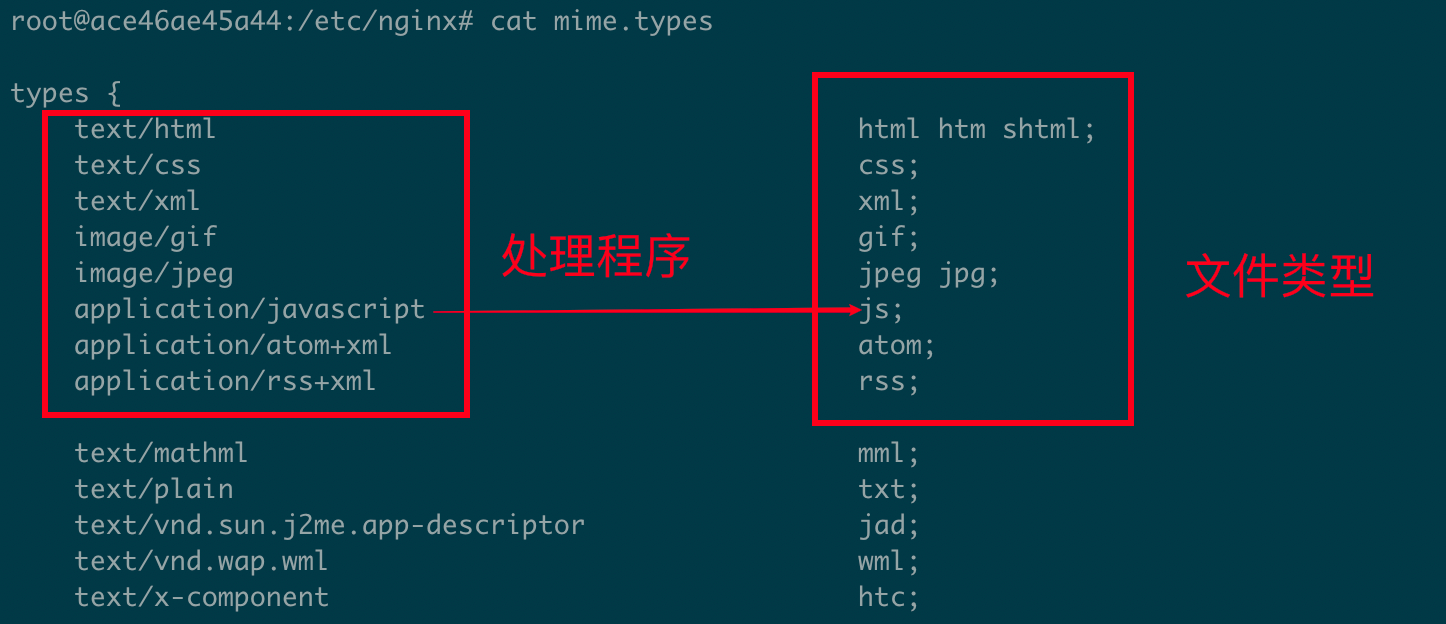 root@ace46ae45a44:/etc/nginx# cat mime.types
types {
text/html html htm shtml;
text/css css;
text/xml xml;
image/gif gif;
处理程序
image/jpeg jpeg jpg;
文件类型
application/javascript js;
application/atom+xml atom;
application/rss+xml rss;
text/mathml mml;
text/plain txt;
text/vnd.sun.j2me.app-descriptor jad;
text/vnd.wap.wml wml;
text/x-component htc;